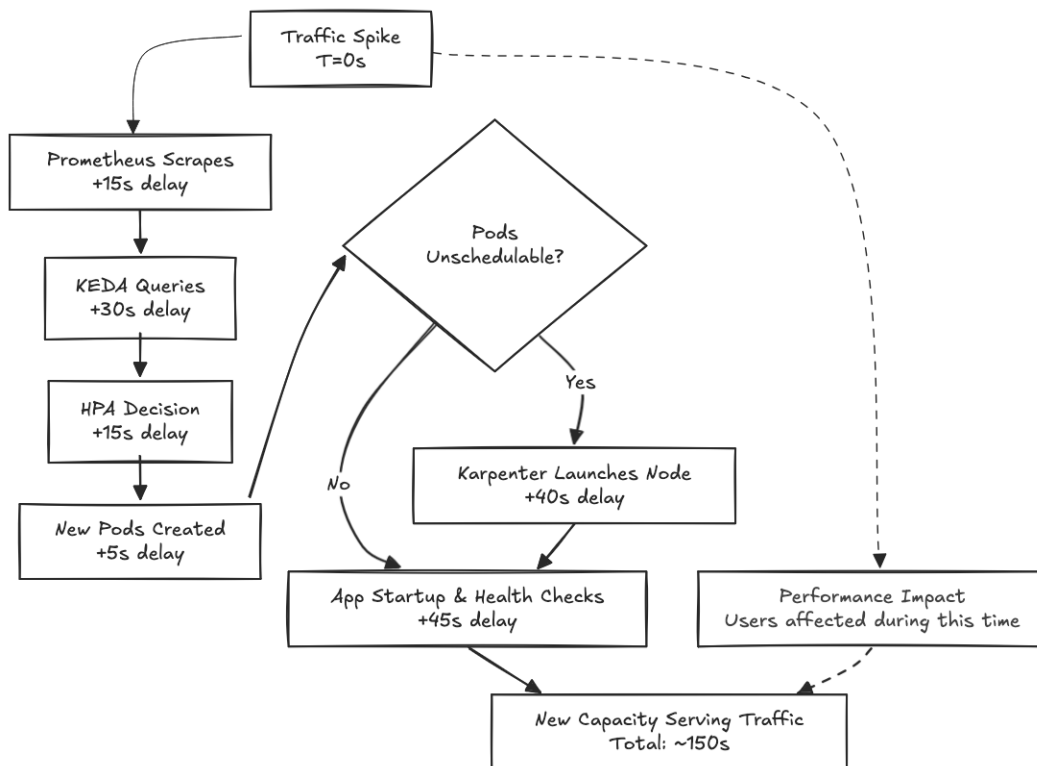 Traffic Spike
T=0s
Prometheus Scrapes
+15s delay
KEDA Queries
+30s delay
HPA Decision
+15s delay
New Pods Created
+5s delay
Pods
Unschedulable?
Yes
No
Karpenter Launches Node
+40s delay
App Startup & Health Checks
+45s delay
Performance Impact
Users affected during this time
New Capacity Serving Traffic
Total: ~150s